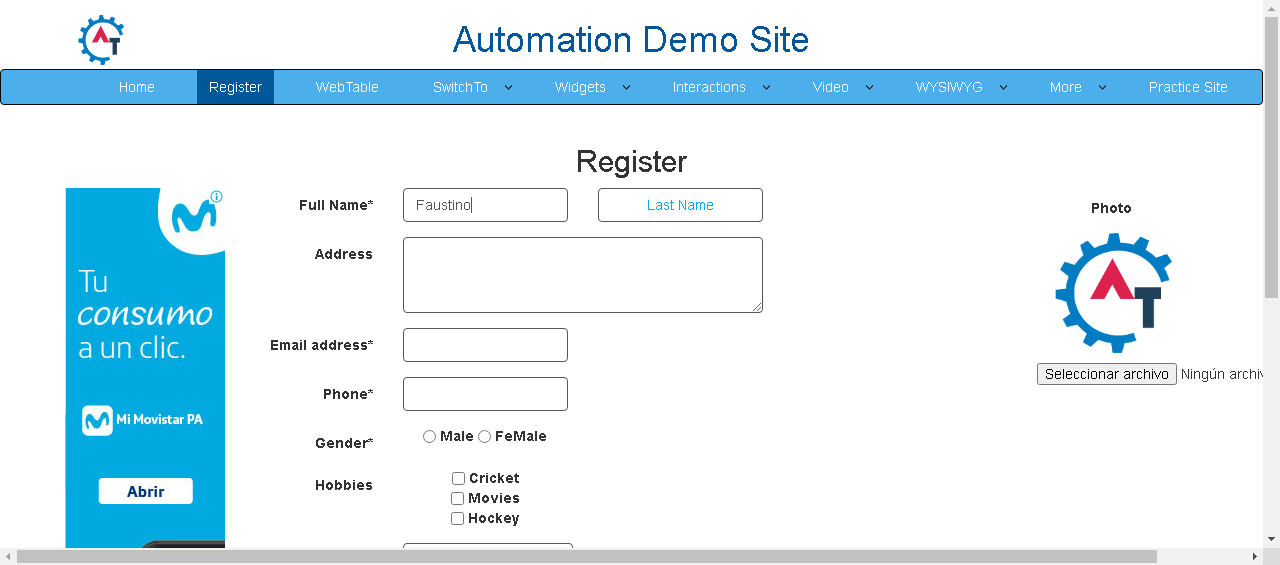 Automation Demo Site
Home Register WebTable SwitchTo Widgets Interactions Video WYSIWYG More Practice Site
Register
Full Name* Faustino Last Name
Photo
Address
Tu
consumo
a un clic.
Email address*
Seleccionar archivo Ningún archiv
Phone*
Mi Movistar PA
Gender* Male FeMale
Hobbies Cricket
Movies
Hockey
Abrir